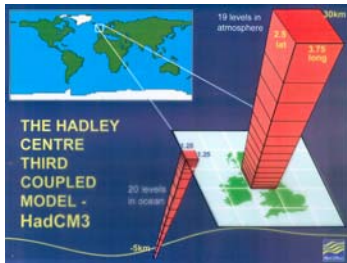 19 levels in
atmosphere
30km
2.5
lat
3.75
long
THE HADLEY
CENTRE
THIRD
COUPLED
MODEL -
HadCM3
1.25
1.25
20 levels
in ocean
-5km